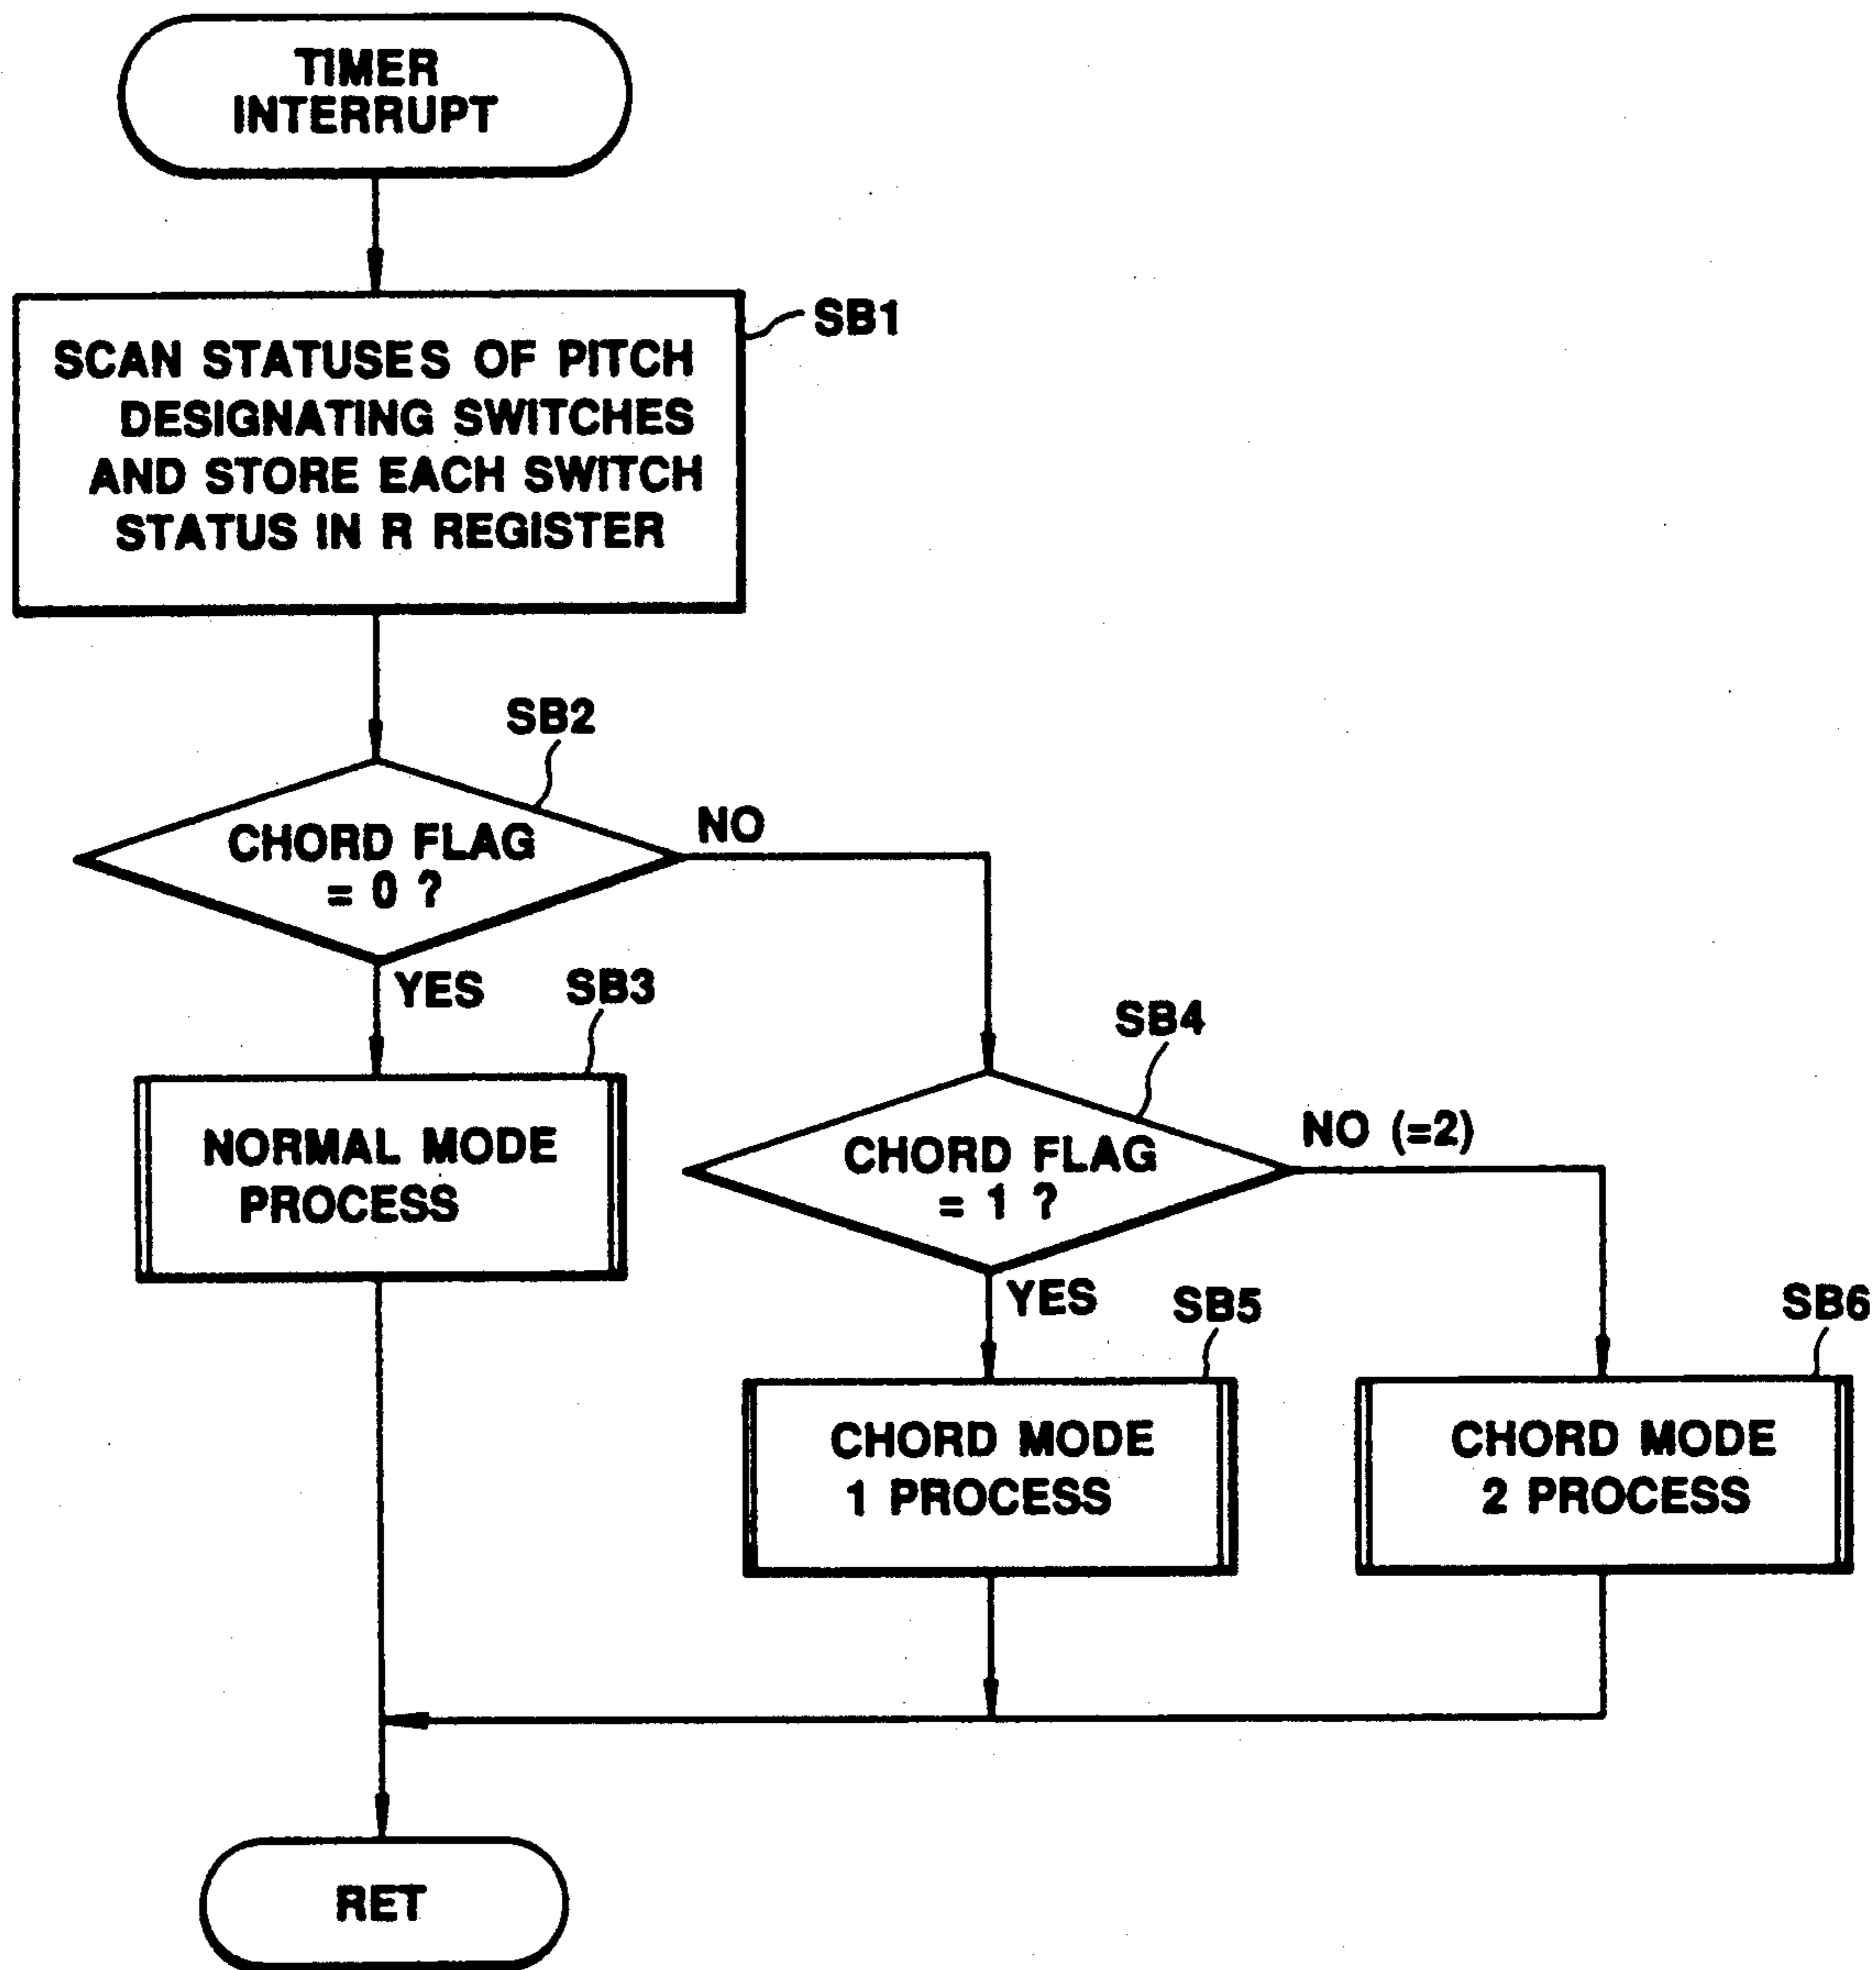 TIMER
INTERRUPT
SB1
SCAN STATUSES OF PITCH
DESIGNATING SWITCHES
AND STORE EACH SWITCH
STATUS IN R REGISTER
SB2
CHORD FLAG
= 0 ?
NO
YES
SB3
NORMAL MODE
PROCESS
SB4
CHORD FLAG
= 1 ?
NO (=2)
YES
SB5
CHORD MODE
1 PROCESS
SB6
CHORD MODE
2 PROCESS
RET